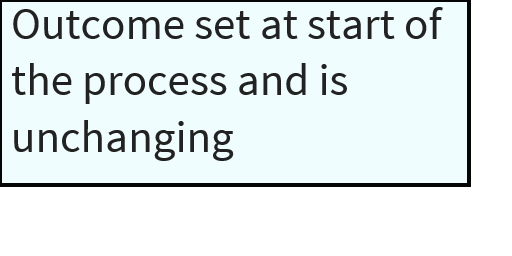 Outcome set at start of
the process and is
unchanging